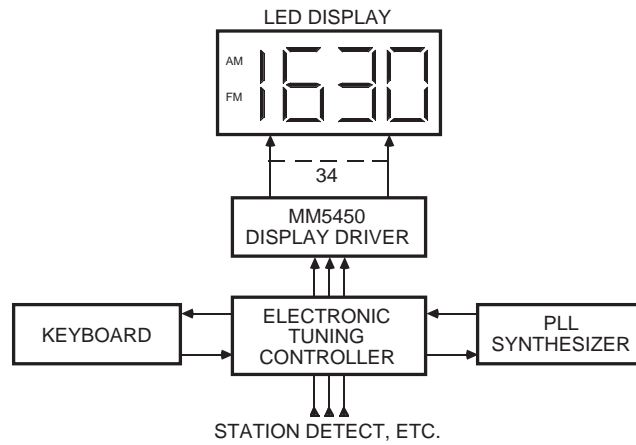 LED DISPLAY
AM
FM
1630
34
MM5450
DISPLAY DRIVER
KEYBOARD
ELECTRONIC
TUNING
CONTROLLER
PLL
SYNTHESIZER
STATION DETECT, ETC.